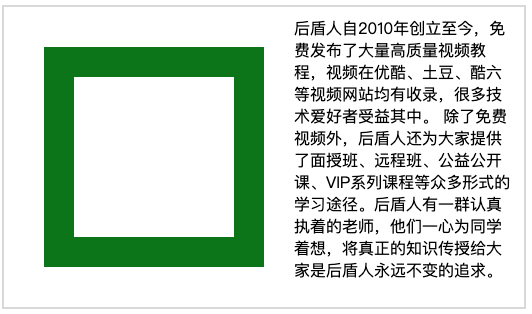 后盾人自2010年创立至今，免
费发布了大量高质量视频教
程，视频在优酷、土豆、酷六
等视频网站均有收录，很多技
术爱好者受益其中。 除了免费
视频外，后盾人还为大家提供
了面授班、远程班、公益公开
课、VIP系列课程等众多形式的
学习途径。后盾人有一群认真
执着的老师，他们一心为同学
着想，将真正的知识传授给大
家是后盾人永远不变的追求。